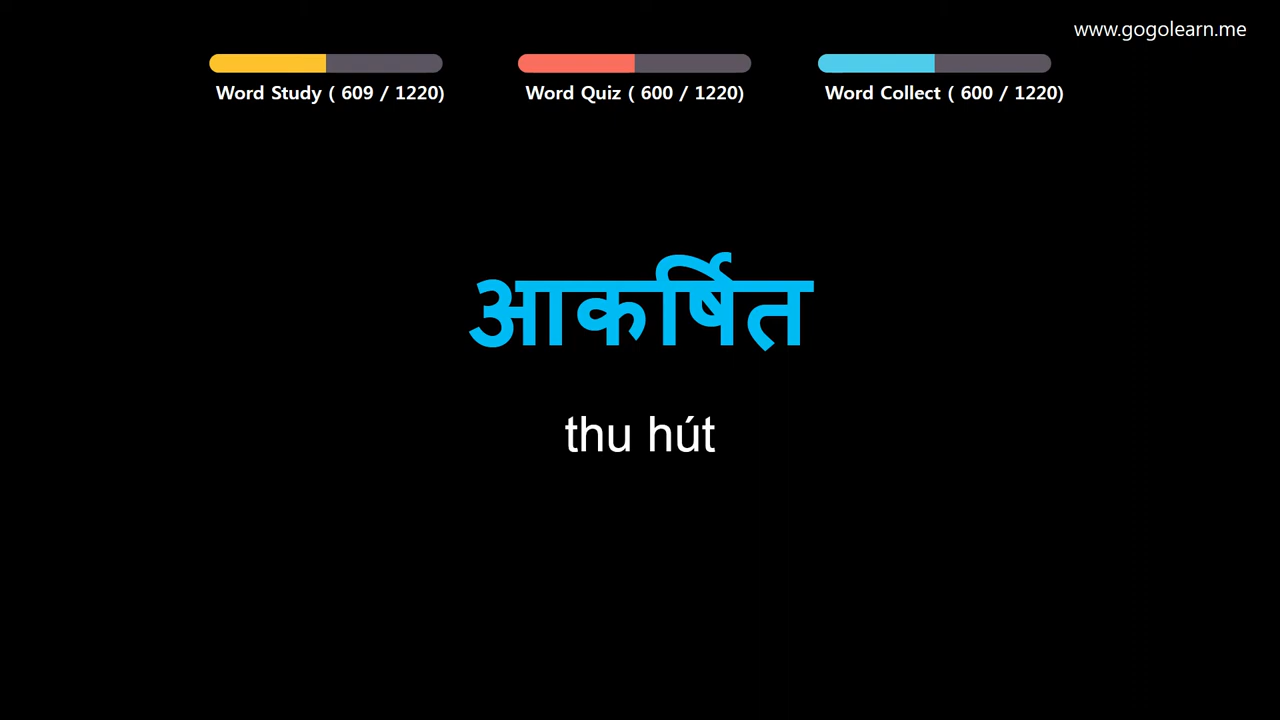 www.gogolearn.me
Word Study ( 609 / 1220)
Word Quiz ( 600 / 1220)
Word Collect ( 600 / 1220)
आकर्षित
thu hút